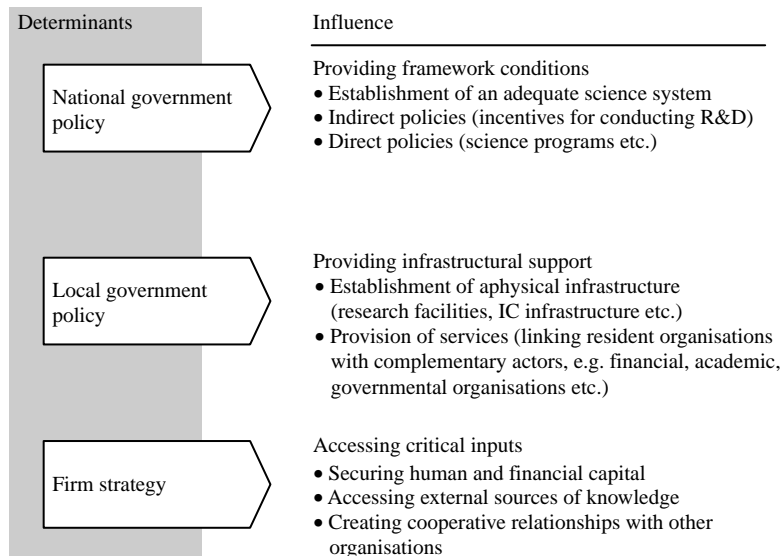 Determinants
Influence
National government
policy
Providing framework conditions
• Establishment of an adequate science system
• Indirect policies (incentives for conducting R&D)
• Direct policies (science programs etc.)
Local government
policy
Providing infrastructural support
• Establishment of aphysical infrastructure
(research facilities, IC infrastructure etc.)
• Provision of services (linking resident organisations
with complementary actors, e.g. financial, academic,
governmental organisations etc.)
Firm strategy
Accessing critical inputs
• Securing human and financial capital
• Accessing external sources of knowledge
• Creating cooperative relationships with other
organisations